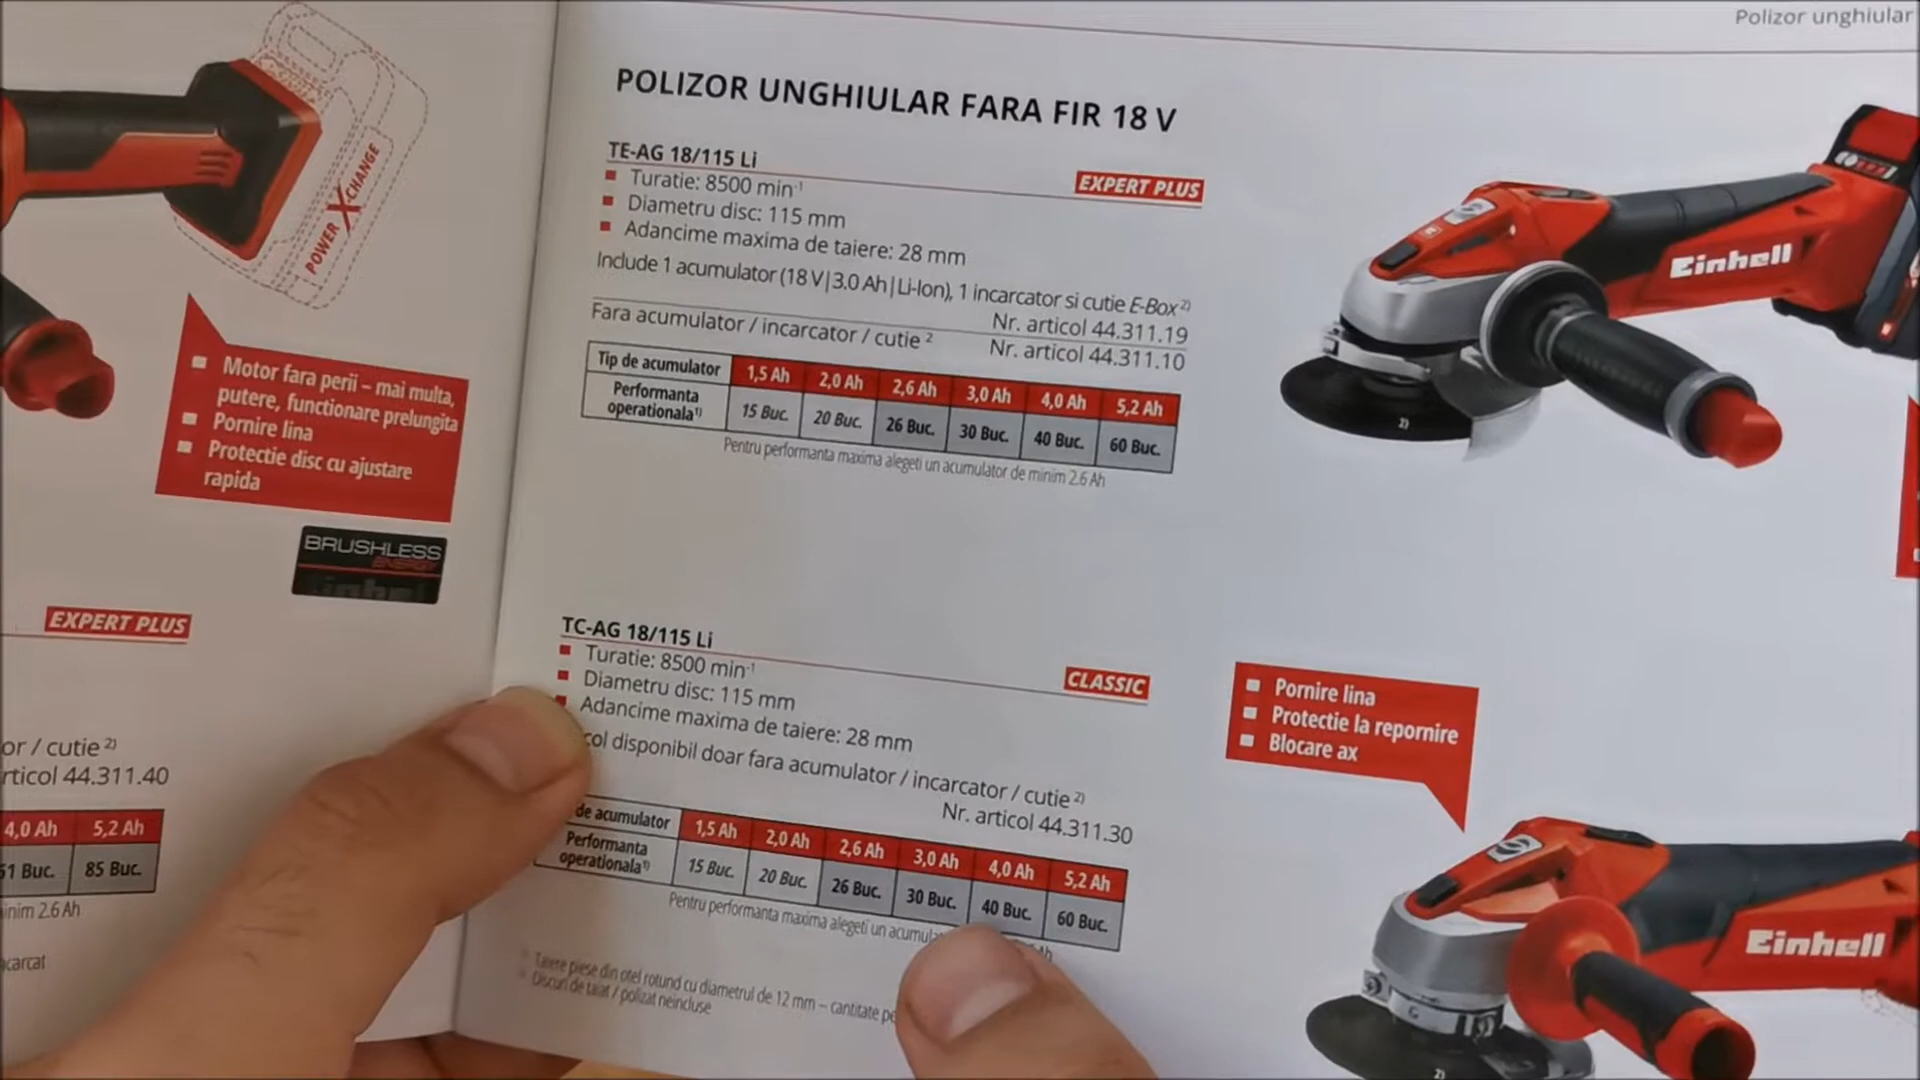 Polizor unghiular
POWER X-CHANGE
Motor fara perii – mai multa,
putere, functionare prelungita
Pornire lina
Protectie disc cu ajustare
rapida
BRUSHLESS
ENERGY
Einhell
EXPERT PLUS
or / cutie 2)
rticol 44.311.40
4,0 Ah 5,2 Ah
51 Buc. 85 Buc.
inim 2.6 Ah
carcat
POLIZOR UNGHIULAR FARA FIR 18 V
TE-AG 18/115 Li
EXPERT PLUS
Turatie: 8500 min-1
Diametru disc: 115 mm
Adancime maxima de taiere: 28 mm
Include 1 acumulator (18 V|3.0 Ah|Li-Ion), 1 incarcator si cutie E-Box 2)
Nr. articol 44.311.19
Fara acumulator / incarcator / cutie 2
Nr. articol 44.311.10
Tip de acumulator 1,5 Ah 2,0 Ah 2,6 Ah 3,0 Ah 4,0 Ah 5,2 Ah
Performanta
operationala1) 15 Buc. 20 Buc. 26 Buc. 30 Buc. 40 Buc. 60 Buc.
Pentru performanta maxima alegeti un acumulator de minim 2.6 Ah
Einhell
2)
TC-AG 18/115 Li
CLASSIC
Turatie: 8500 min-1
Diametru disc: 115 mm
Adancime maxima de taiere: 28 mm
col disponibil doar fara acumulator / incarcator / cutie 2)
Nr. articol 44.311.30
de acumulator 1,5 Ah 2,0 Ah 2,6 Ah 3,0 Ah 4,0 Ah 5,2 Ah
Performanta
operationala1) 15 Buc. 20 Buc. 26 Buc. 30 Buc. 40 Buc. 60 Buc.
Pentru performanta maxima alegeti un acumula Ah
Taiere piese din otel rotund cu diametrul de 12 mm – cantitate pe
Discuri de taiat / polizat neincluse
Pornire lina
Protectie la repornire
Blocare ax
Einhell
2)